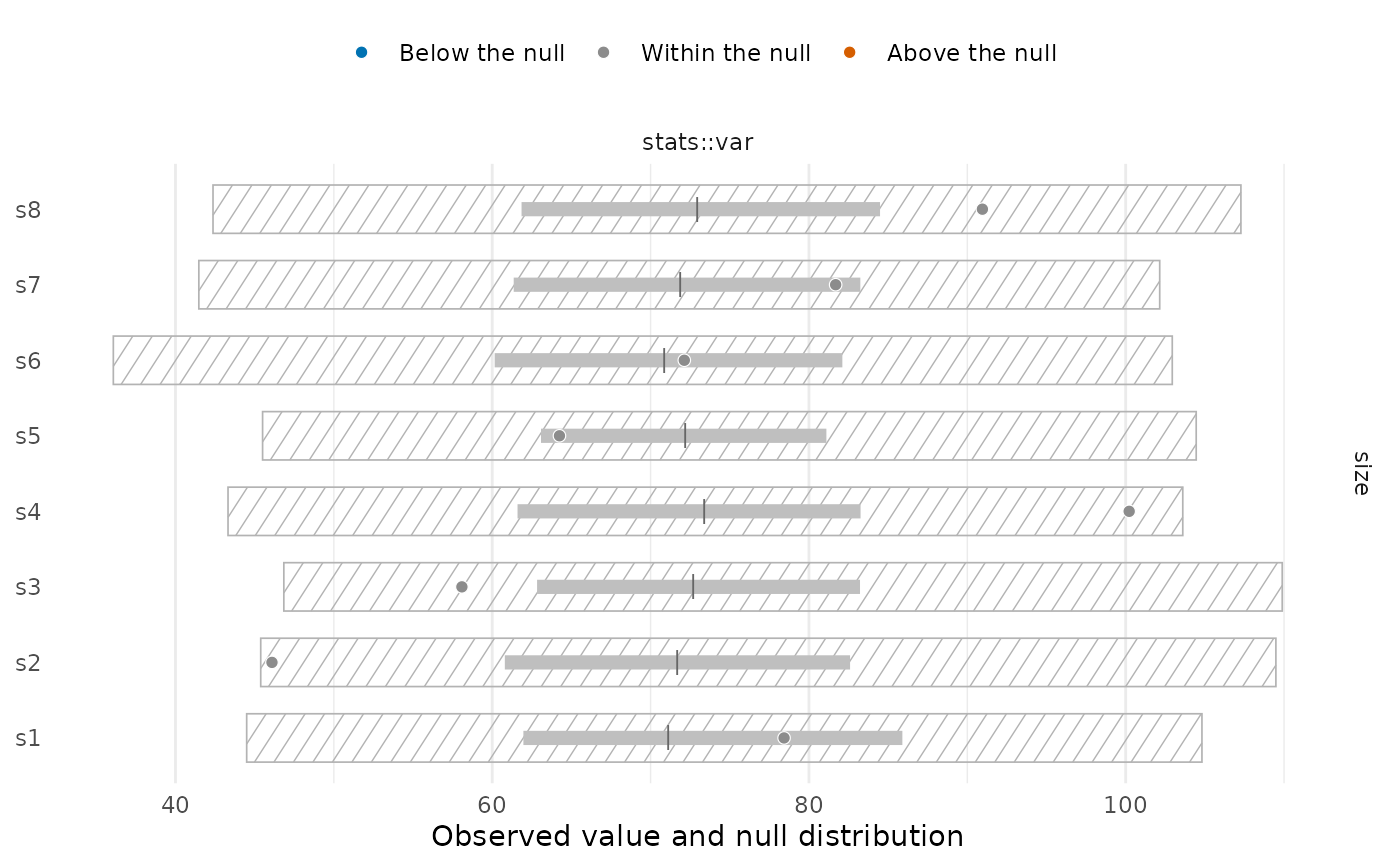 Below the null Within the null Above the null
stats::var
s8
s7
s6
s5
s4
s3
s2
s1
size
40 60 80 100
Observed value and null distribution